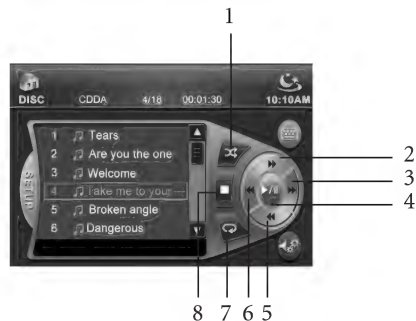 1
DISC CDDA 4/18 00:01:30 10:10AM
1 Tears
2 Are you the one
3 Welcome
4 Take me to your
5 Broken angle
6 Dangerous
SETUP
2
3
4
8 7 6 5